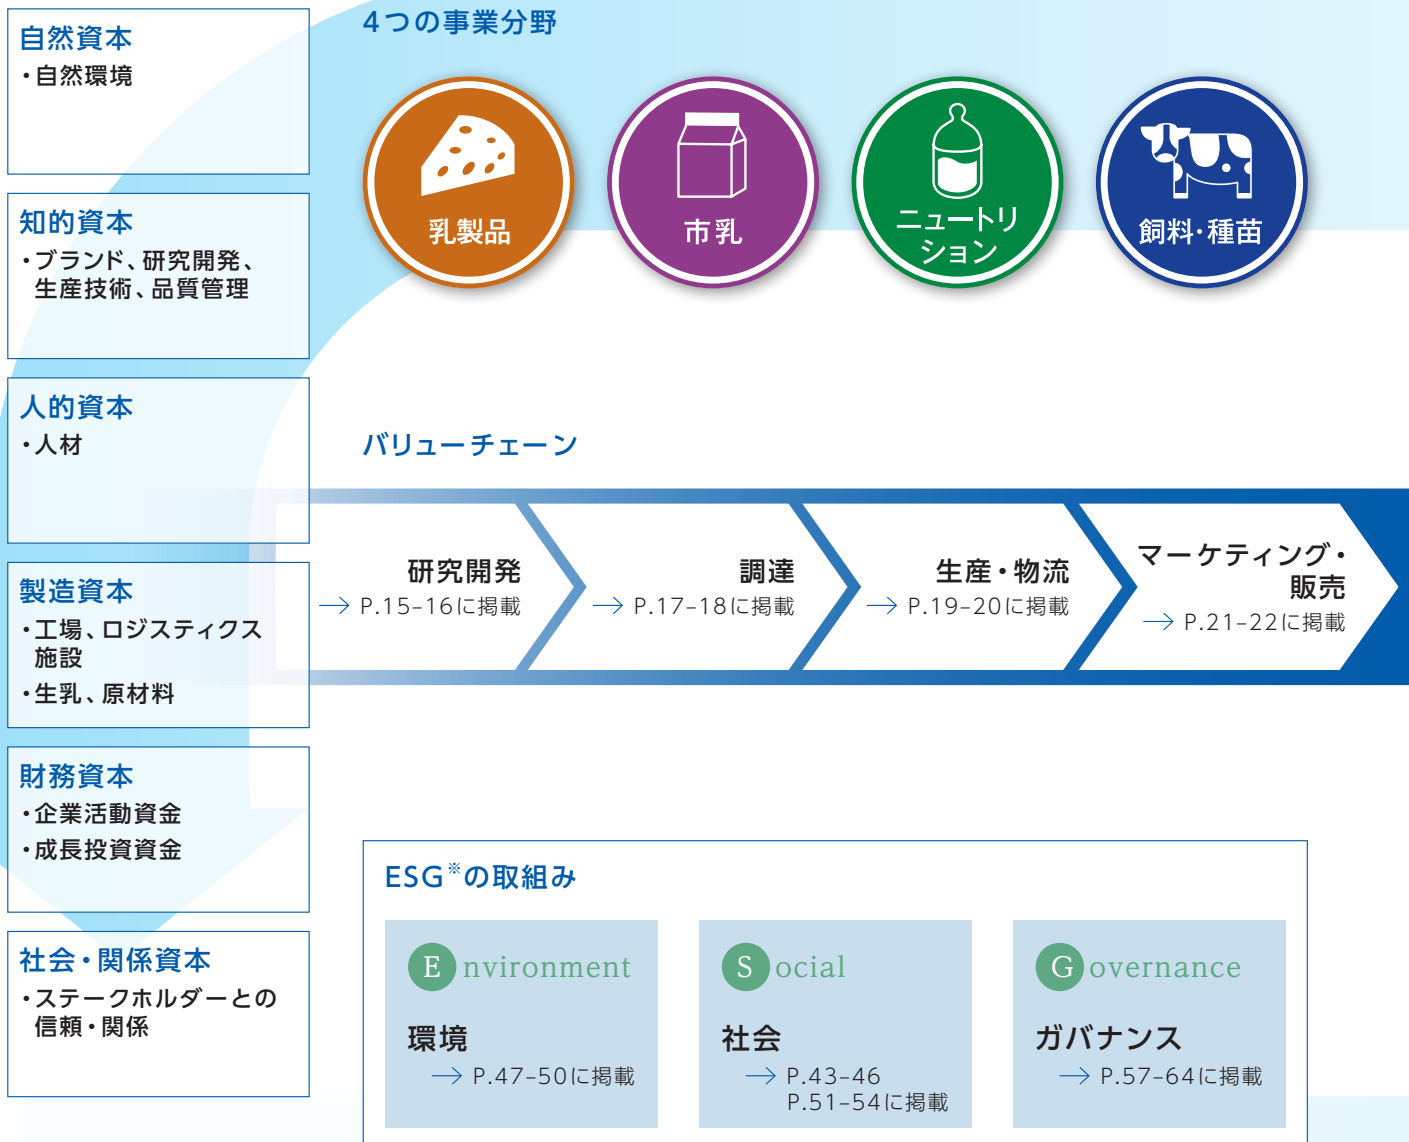 自然資本
・自然環境
知的資本
・ブランド、研究開発、
生産技術、品質管理
人的資本
・人材
製造資本
・工場、ロジスティクス
施設
・生乳、原材料
財務資本
・企業活動資金
・成長投資資金
社会・関係資本
・ステークホルダーとの
信頼・関係
4つの事業分野
乳製品
市乳
ニュートリ
ション
飼料・種苗
バリューチェーン
研究開発
→ P.15–16に掲載
調達
→ P.17–18に掲載
生産・物流
→ P.19–20に掲載
マーケティング・
販売
→ P.21–22に掲載
ESG※の取組み
Environment
環境
→ P.47–50に掲載
Social
社会
→ P.43–46
P.51–54に掲載
Governance
ガバナンス
→ P.57–64に掲載